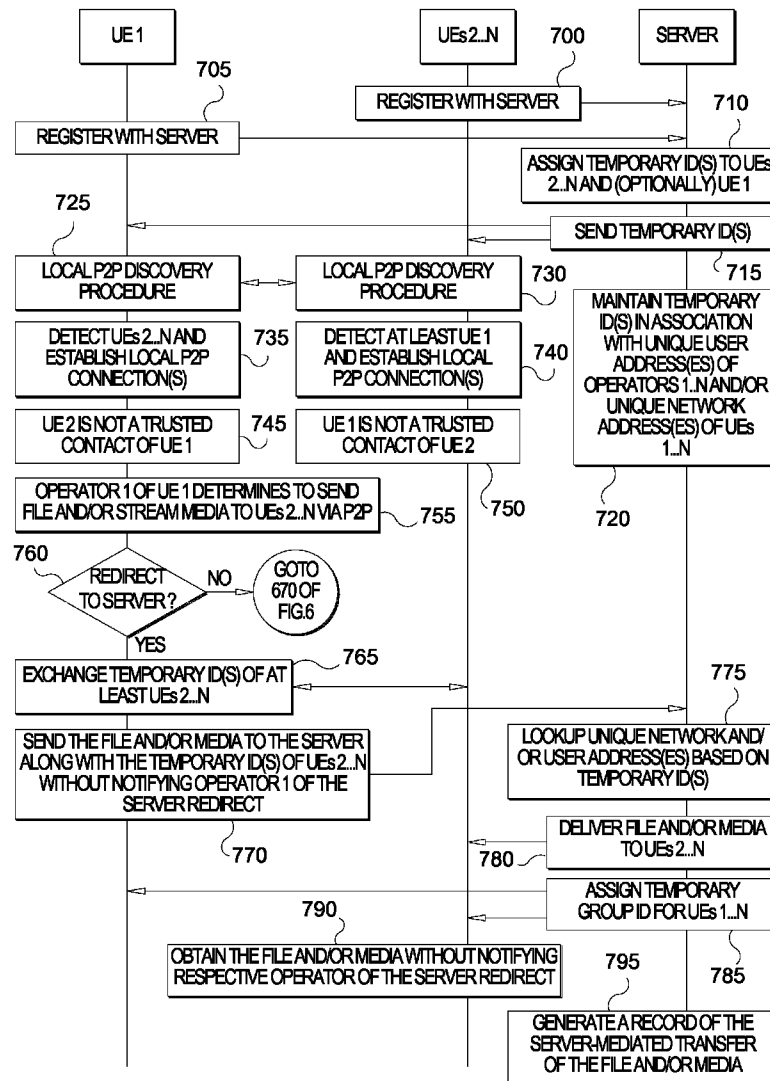 UE 1
UEs 2...N
SERVER
700
REGISTER WITH SERVER
705
REGISTER WITH SERVER
710
ASSIGN TEMPORARY ID(S) TO UEs
2...N AND (OPTIONALLY) UE 1
SEND TEMPORARY ID(S)
715
725
LOCAL P2P DISCOVERY
PROCEDURE
LOCAL P2P DISCOVERY
PROCEDURE
730
MAINTAIN TEMPORARY
ID(S) IN ASSOCIATION
WITH UNIQUE USER
ADDRESS(ES) OF
OPERATORS 1...N AND/OR
UNIQUE NETWORK
ADDRESS(ES) OF UEs
1...N
720
DETECT UEs 2...N AND
ESTABLISH LOCAL P2P
CONNECTION(S)
735
DETECT AT LEAST UE 1
AND ESTABLISH LOCAL
P2P CONNECTION(S)
740
UE 2 IS NOT A TRUSTED
CONTACT OF UE 1
745
UE 1 IS NOT A TRUSTED
CONTACT OF UE 2
750
OPERATOR 1 OF UE 1 DETERMINES TO SEND
FILE AND/OR STREAM MEDIA TO UEs 2...N VIA P2P
755
760
REDIRECT
TO SERVER?
NO
GOTO
670 OF
FIG.6
YES
765
EXCHANGE TEMPORARY ID(S) OF AT
LEAST UEs 2...N
SEND THE FILE AND/OR MEDIA TO THE SERVER
ALONG WITH THE TEMPORARY ID(S) OF UEs 2...N
WITHOUT NOTIFYING OPERATOR 1 OF THE
SERVER REDIRECT
770
775
LOOKUP UNIQUE NETWORK AND/
OR USER ADDRESS(ES) BASED ON
TEMPORARY ID(S)
DELIVER FILE AND/OR MEDIA
TO UEs 2...N
780
ASSIGN TEMPORARY
GROUP ID FOR UEs 1...N
785
790
OBTAIN THE FILE AND/OR MEDIA WITHOUT NOTIFYING
RESPECTIVE OPERATOR OF THE SERVER REDIRECT
795
GENERATE A RECORD OF THE
SERVER-MEDIATED TRANSFER
OF THE FILE AND/OR MEDIA